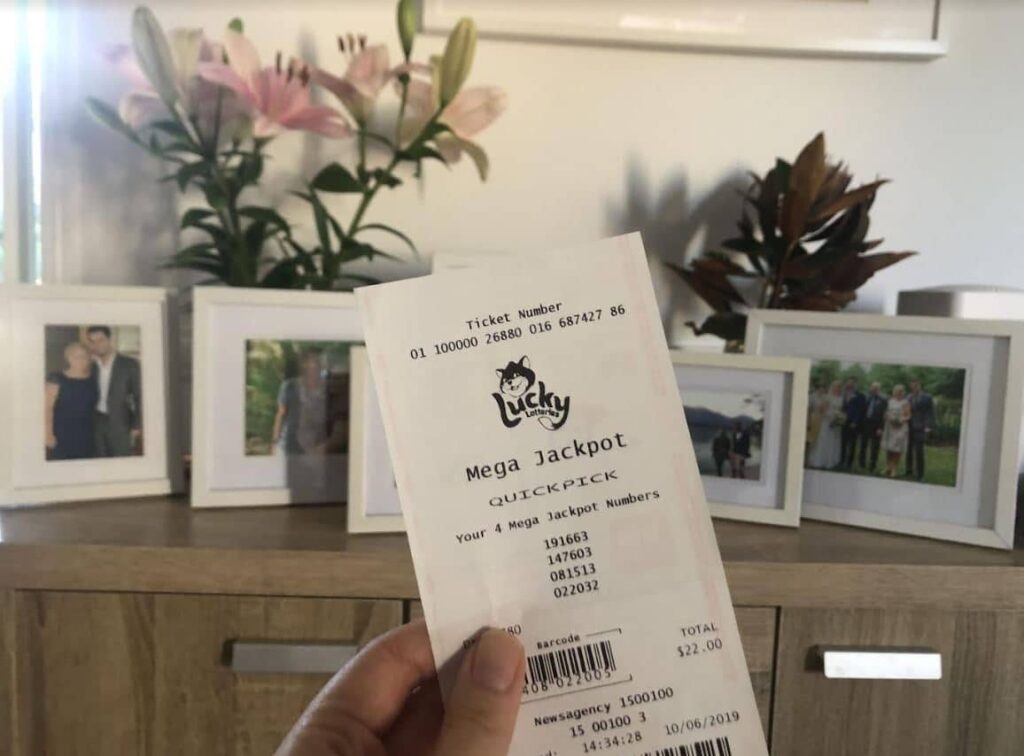 Ticket Number
01 100000 26880 016 687427 86
Lucky
Lotteries
Mega Jackpot
QUICKPICK
Your 4 Mega Jackpot Numbers
191663
147603
081513
022032
Barcode
TOTAL
$22.00
Newsagency 1500100
15 00100 3
14:34:28 10/06/2019